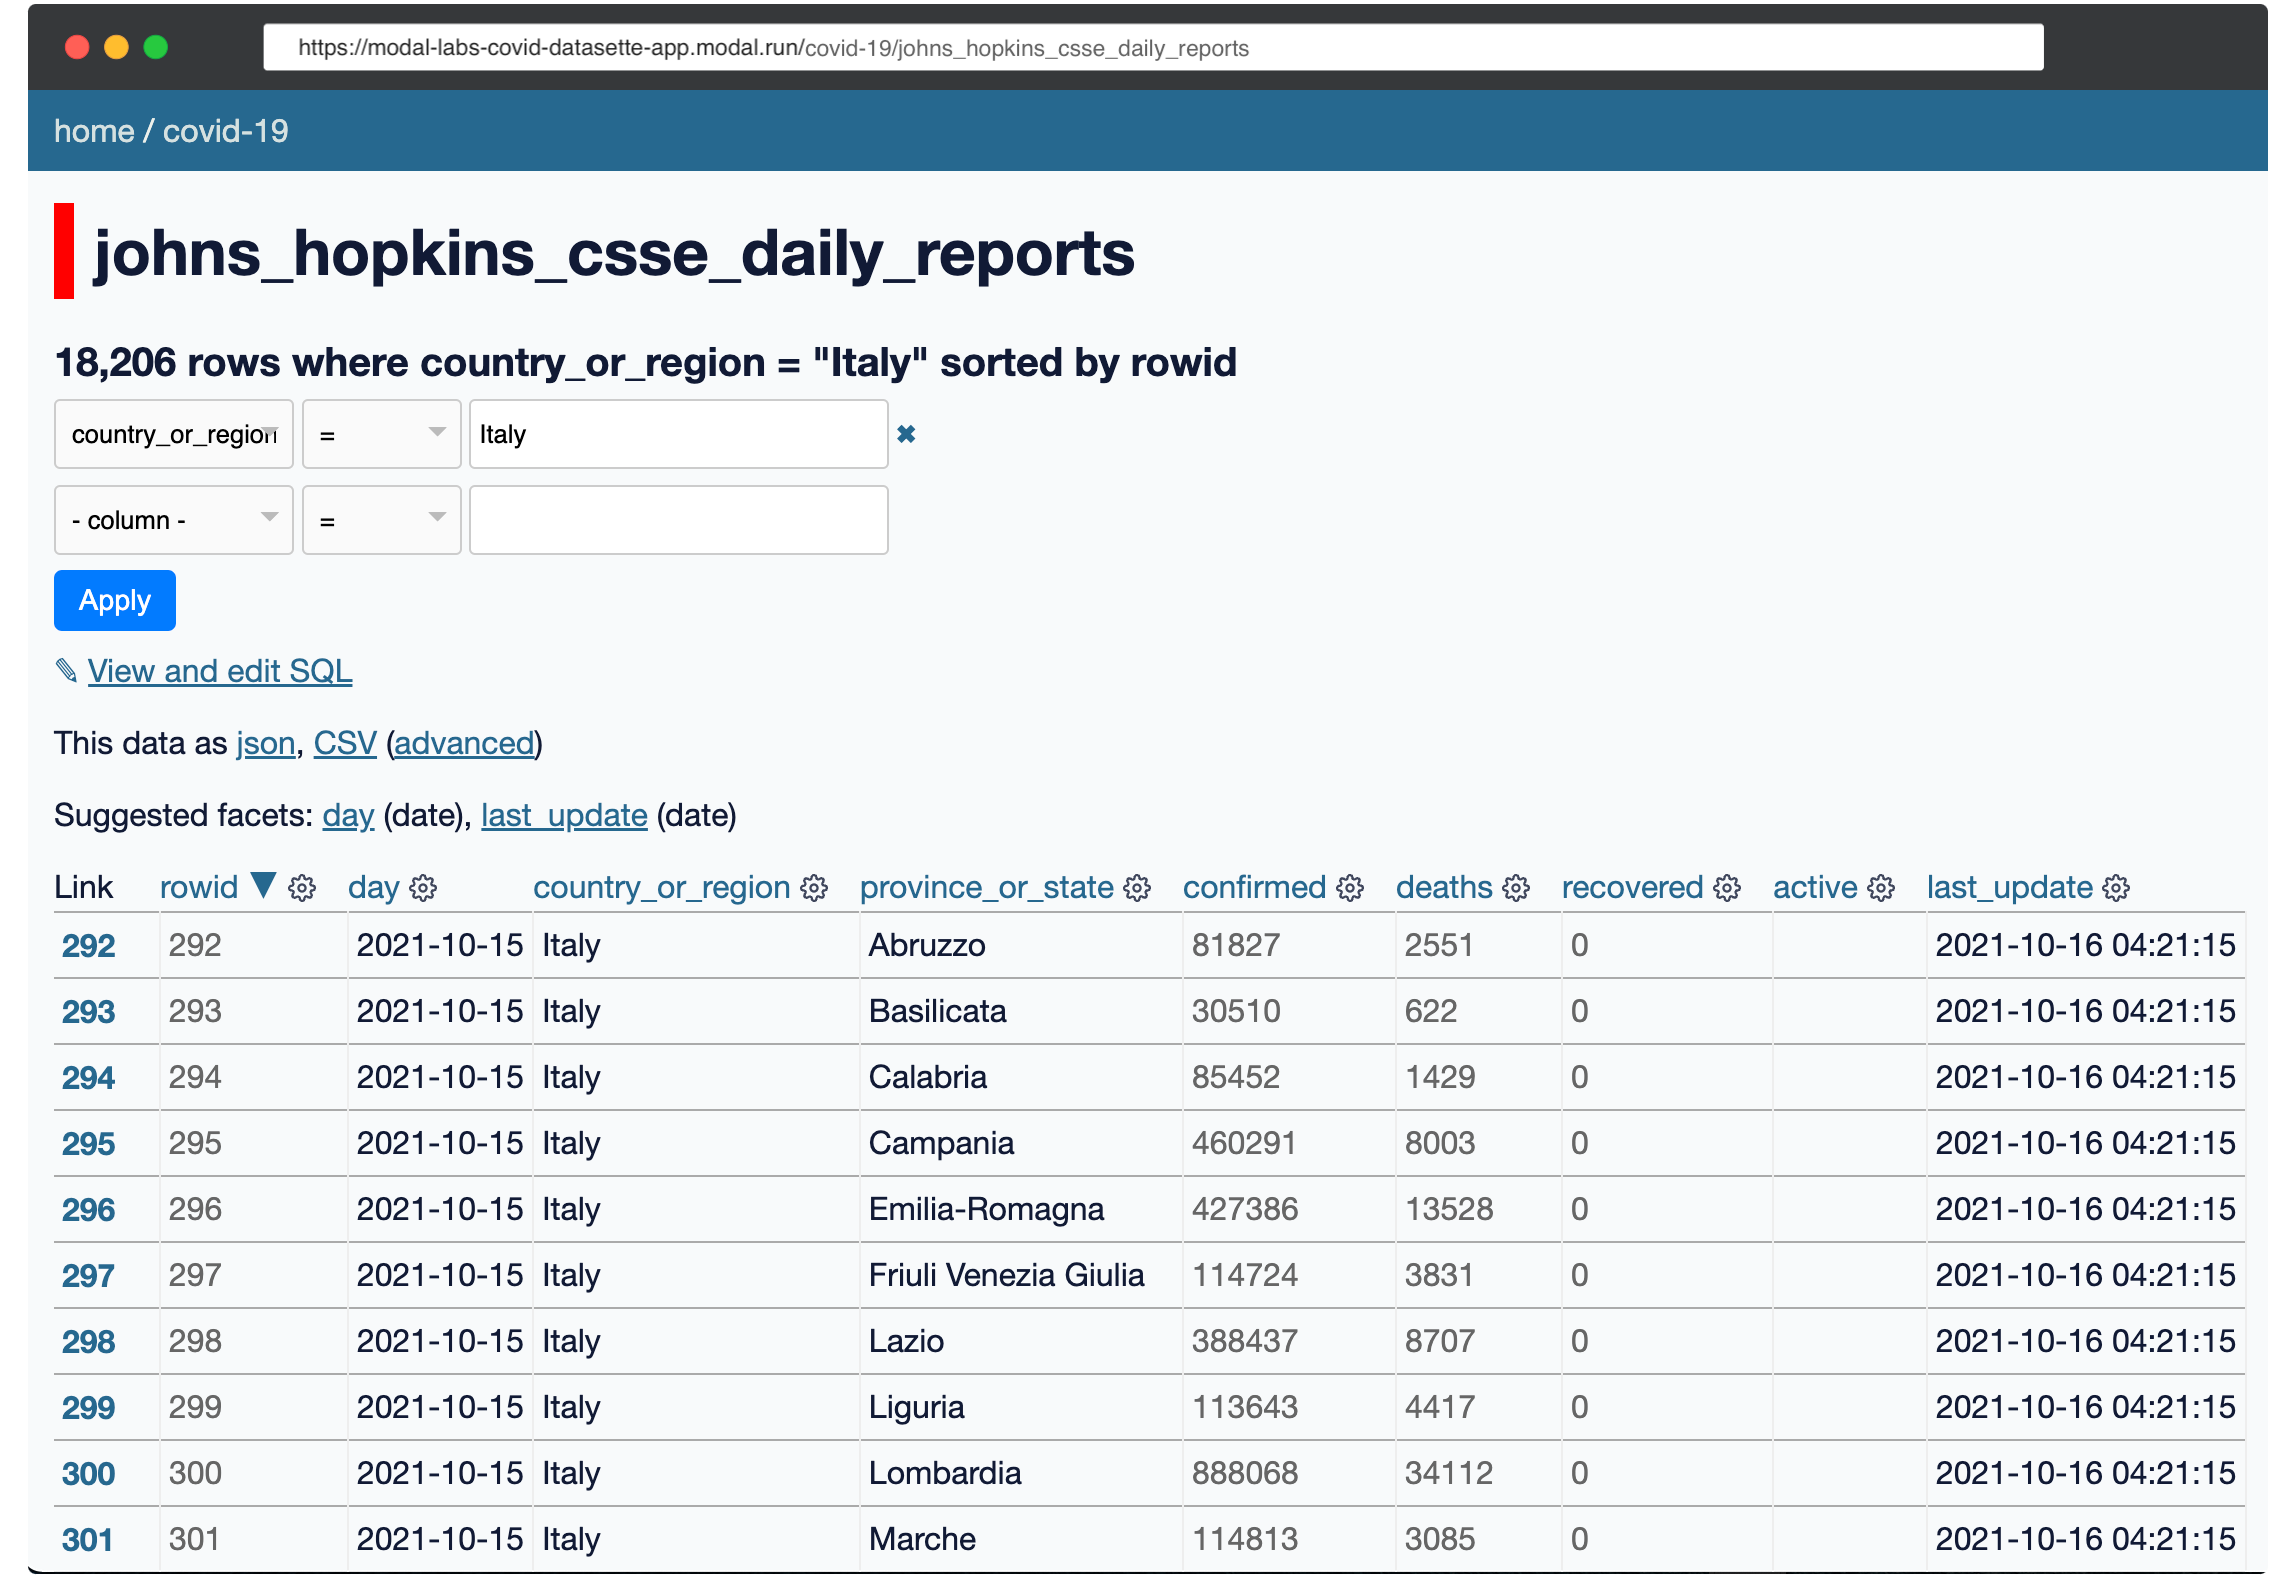 https://modal-labs-covid-datasette-app.modal.run/covid-19/johns_hopkins_csse_daily_reports
home / covid-19
johns_hopkins_csse_daily_reports
18,206 rows where country_or_region = "Italy" sorted by rowid
country_or_region = Italy ✖
- column - =
Apply
✎ View and edit SQL
This data as json, CSV (advanced)
Suggested facets: day (date), last_update (date)
Link rowid ▼ day country_or_region province_or_state confirmed deaths recovered active last_update
292 292 2021-10-15 Italy Abruzzo 81827 2551 0 2021-10-16 04:21:15
293 293 2021-10-15 Italy Basilicata 30510 622 0 2021-10-16 04:21:15
294 294 2021-10-15 Italy Calabria 85452 1429 0 2021-10-16 04:21:15
295 295 2021-10-15 Italy Campania 460291 8003 0 2021-10-16 04:21:15
296 296 2021-10-15 Italy Emilia-Romagna 427386 13528 0 2021-10-16 04:21:15
297 297 2021-10-15 Italy Friuli Venezia Giulia 114724 3831 0 2021-10-16 04:21:15
298 298 2021-10-15 Italy Lazio 388437 8707 0 2021-10-16 04:21:15
299 299 2021-10-15 Italy Liguria 113643 4417 0 2021-10-16 04:21:15
300 300 2021-10-15 Italy Lombardia 888068 34112 0 2021-10-16 04:21:15
301 301 2021-10-15 Italy Marche 114813 3085 0 2021-10-16 04:21:15